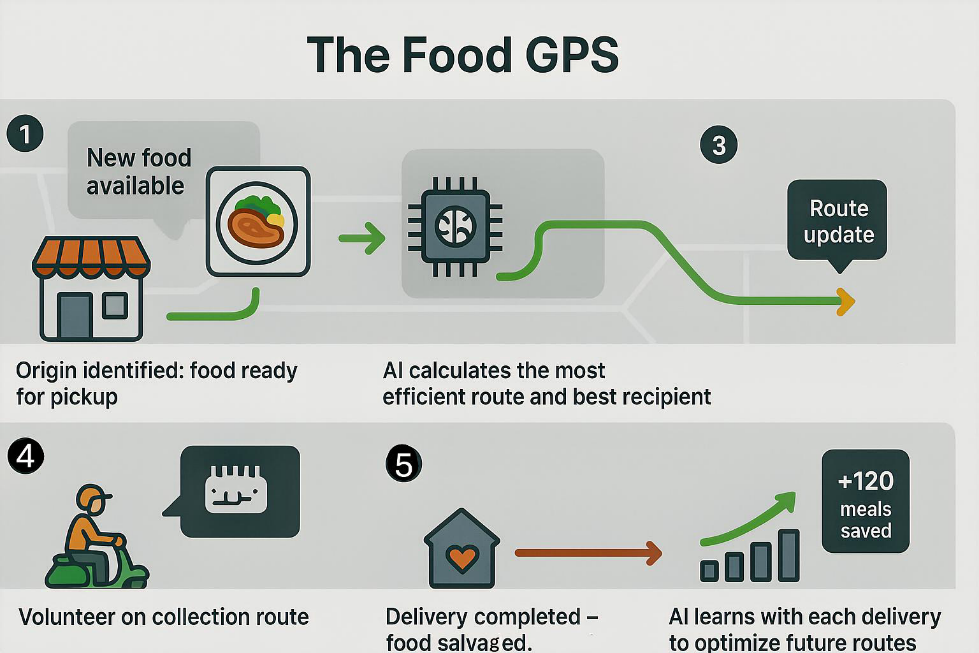 The Food GPS
1
New food
available
3
Route
update
Origin identified: food ready
for pickup
AI calculates the most
efficient route and best recipient
4
5
+120
meals
saved
Volunteer on collection route
Delivery completed –
food salvaged.
AI learns with each delivery
to optimize future routes